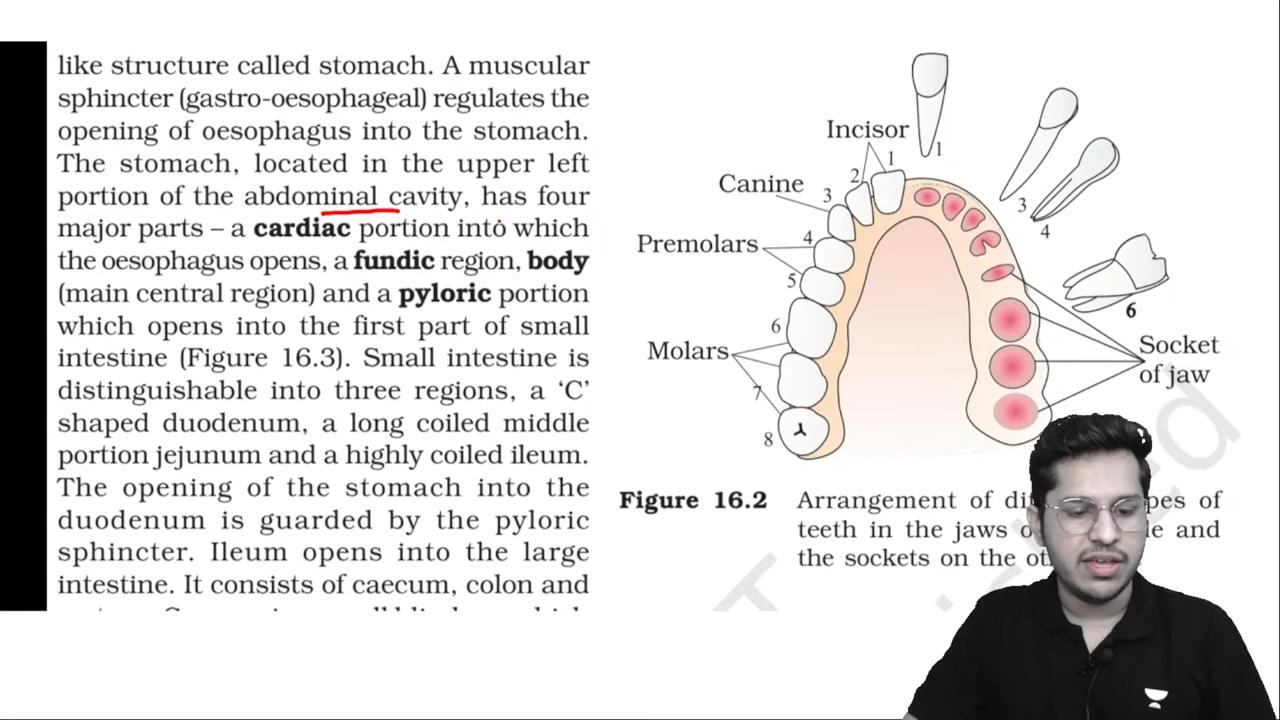 like structure called stomach. A muscular
sphincter (gastro-oesophageal) regulates the
opening of oesophagus into the stomach.
The stomach, located in the upper left
portion of the abdominal cavity, has four
major parts – a cardiac portion into which
the oesophagus opens, a fundic region, body
(main central region) and a pyloric portion
which opens into the first part of small
intestine (Figure 16.3). Small intestine is
distinguishable into three regions, a ‘C’
shaped duodenum, a long coiled middle
portion jejunum and a highly coiled ileum.
The opening of the stomach into the
duodenum is guarded by the pyloric
sphincter. Ileum opens into the large
intestine. It consists of caecum, colon and
Incisor
1
1
2
Canine
3
3
4
Premolars
4
5
6
6
Molars
7
8
Socket
of jaw
Figure 16.2 Arrangement of of
teeth in the jaws and
the sockets on the